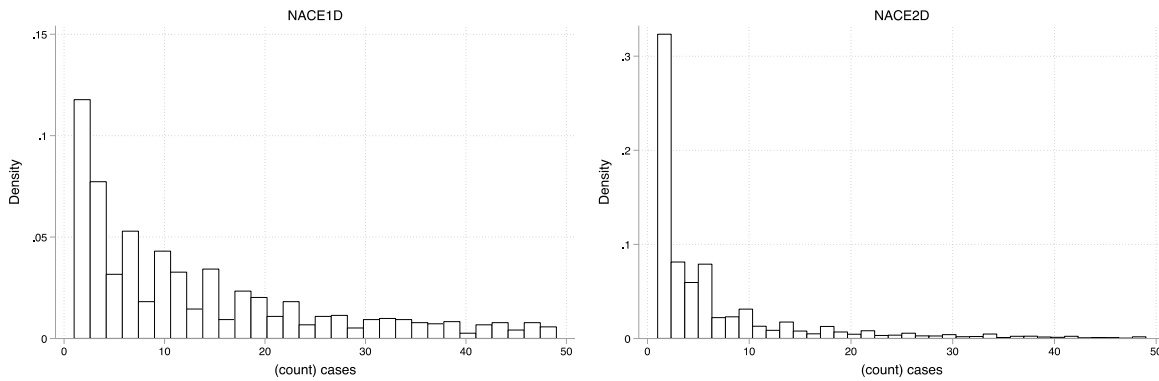 NACE1D
.15
.1
.05
0
Density
0 10 20 30 40 50
(count) cases
NACE2D
.3
.2
.1
0
Density
0 10 20 30 40 50
(count) cases